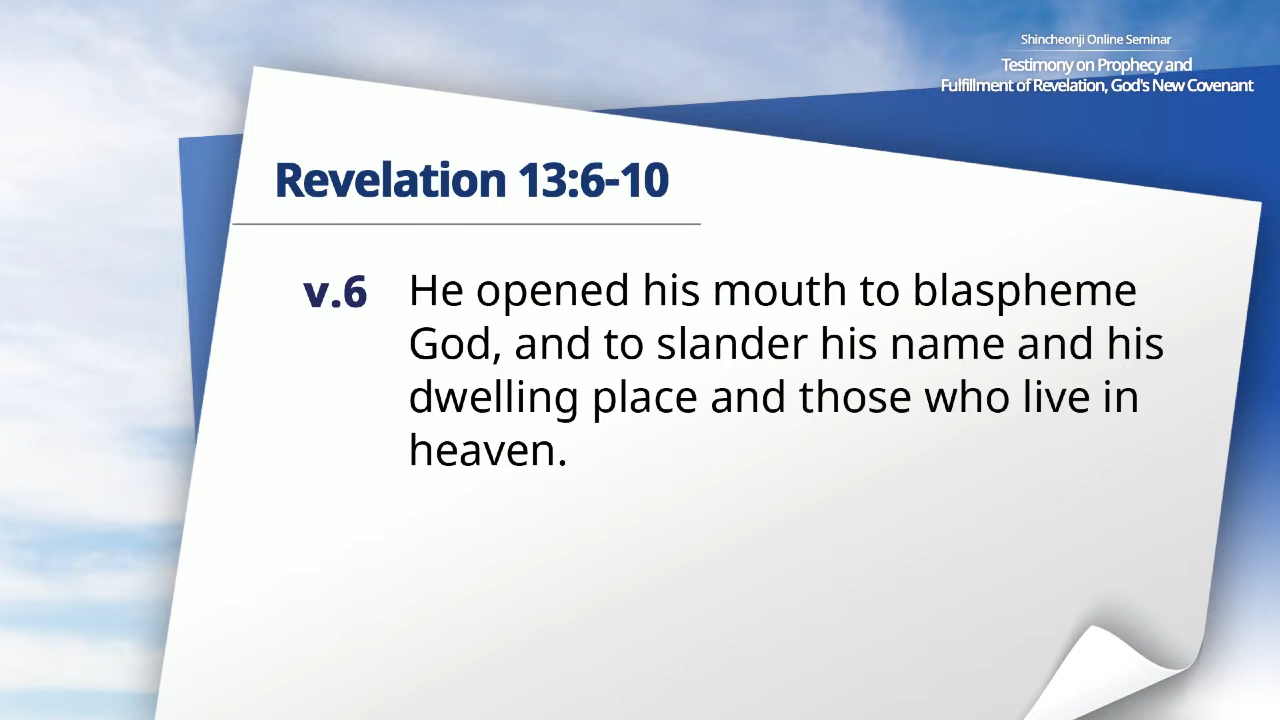 Shincheonji Online Seminar
Testimony on Prophecy and
Fulfillment of Revelation, God's New Covenant
Revelation 13:6-10
v.6 He opened his mouth to blaspheme
God, and to slander his name and his
dwelling place and those who live in
heaven.